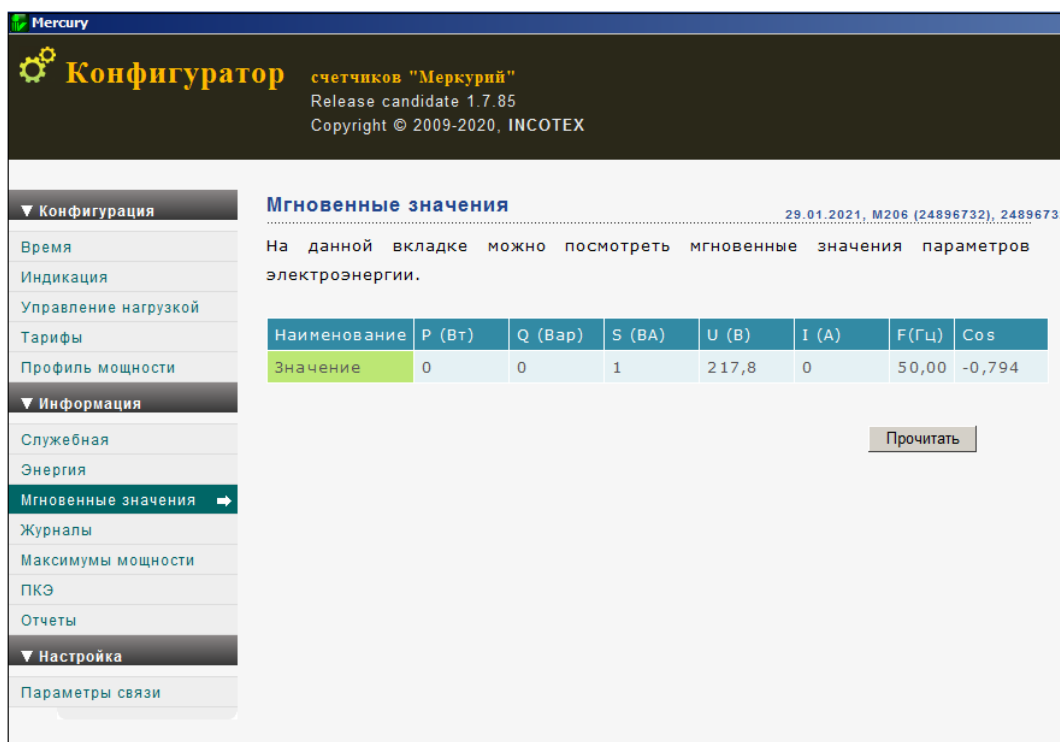 Mercury
Конфигуратор счетчиков "Меркурий"
Release candidate 1.7.85
Copyright © 2009-2020, INCOTEX
▼ Конфигурация
Время
Индикация
Управление нагрузкой
Тарифы
Профиль мощности
▼ Информация
Служебная
Энергия
Мгновенные значения
Журналы
Максимумы мощности
ПКЭ
Отчеты
▼ Настройка
Параметры связи
Мгновенные значения
29.01.2021, M206 (24896732), 2489673
На данной вкладке можно посмотреть мгновенные значения параметров
электроэнергии.
Наименование P (Вт) Q (Вар) S (ВА) U (В) I (А) F(Гц) Cos
Значение 0 0 1 217,8 0 50,00 -0,794
Прочитать